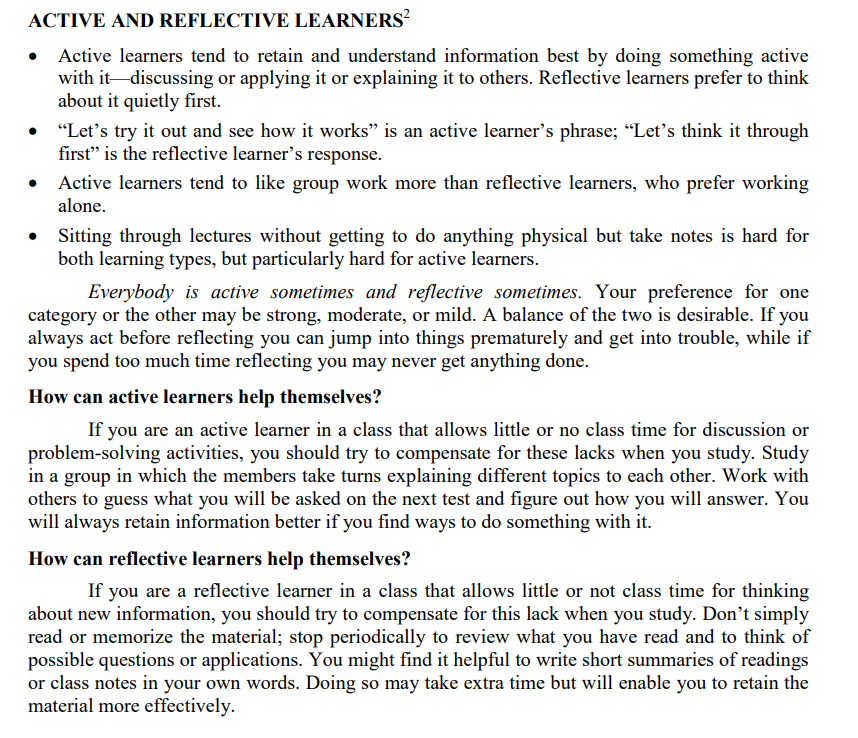 ACTIVE AND REFLECTIVE LEARNERS2
• Active learners tend to retain and understand information best by doing something active
with it—discussing or applying it or explaining it to others. Reflective learners prefer to think
about it quietly first.
• “Let’s try it out and see how it works” is an active learner’s phrase; “Let’s think it through
first” is the reflective learner’s response.
• Active learners tend to like group work more than reflective learners, who prefer working
alone.
• Sitting through lectures without getting to do anything physical but take notes is hard for
both learning types, but particularly hard for active learners.
Everybody is active sometimes and reflective sometimes. Your preference for one
category or the other may be strong, moderate, or mild. A balance of the two is desirable. If you
always act before reflecting you can jump into things prematurely and get into trouble, while if
you spend too much time reflecting you may never get anything done.
How can active learners help themselves?
If you are an active learner in a class that allows little or no class time for discussion or
problem-solving activities, you should try to compensate for these lacks when you study. Study
in a group in which the members take turns explaining different topics to each other. Work with
others to guess what you will be asked on the next test and figure out how you will answer. You
will always retain information better if you find ways to do something with it.
How can reflective learners help themselves?
If you are a reflective learner in a class that allows little or not class time for thinking
about new information, you should try to compensate for this lack when you study. Don’t simply
read or memorize the material; stop periodically to review what you have read and to think of
possible questions or applications. You might find it helpful to write short summaries of readings
or class notes in your own words. Doing so may take extra time but will enable you to retain the
material more effectively.